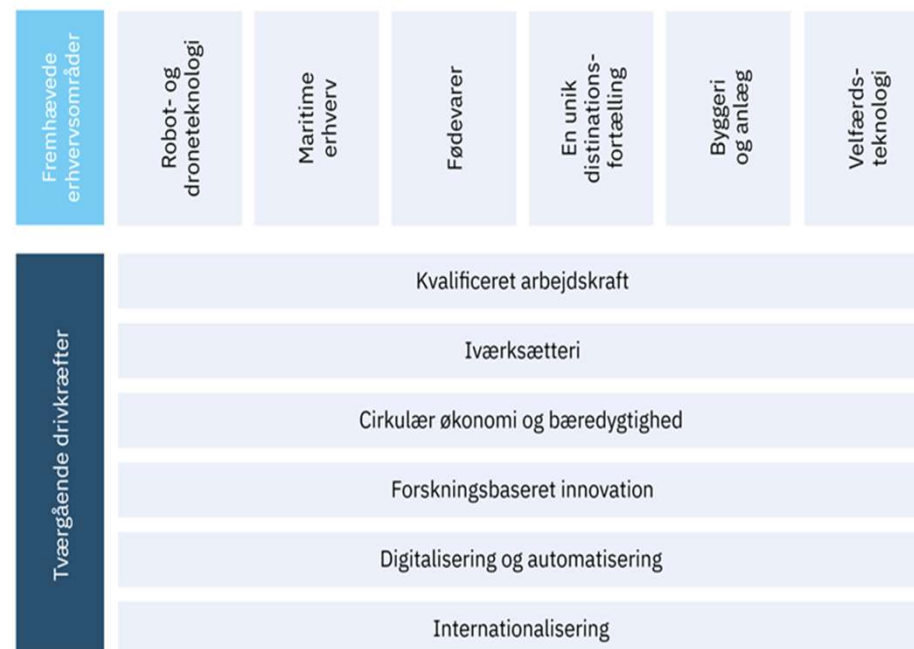 Fremhævede
erhvervsområder
Robot- og
droneteknologi
Maritime
erhverv
Fødevarer
En unik
distinations-
fortælling
Byggeri
og anlæg
Velfærds-
teknologi
Tværgående drivkræfter
Kvalificeret arbejdskraft
Iværksætteri
Cirkulær økonomi og bæredygtighed
Forskningsbaseret innovation
Digitalisering og automatisering
Internationalisering